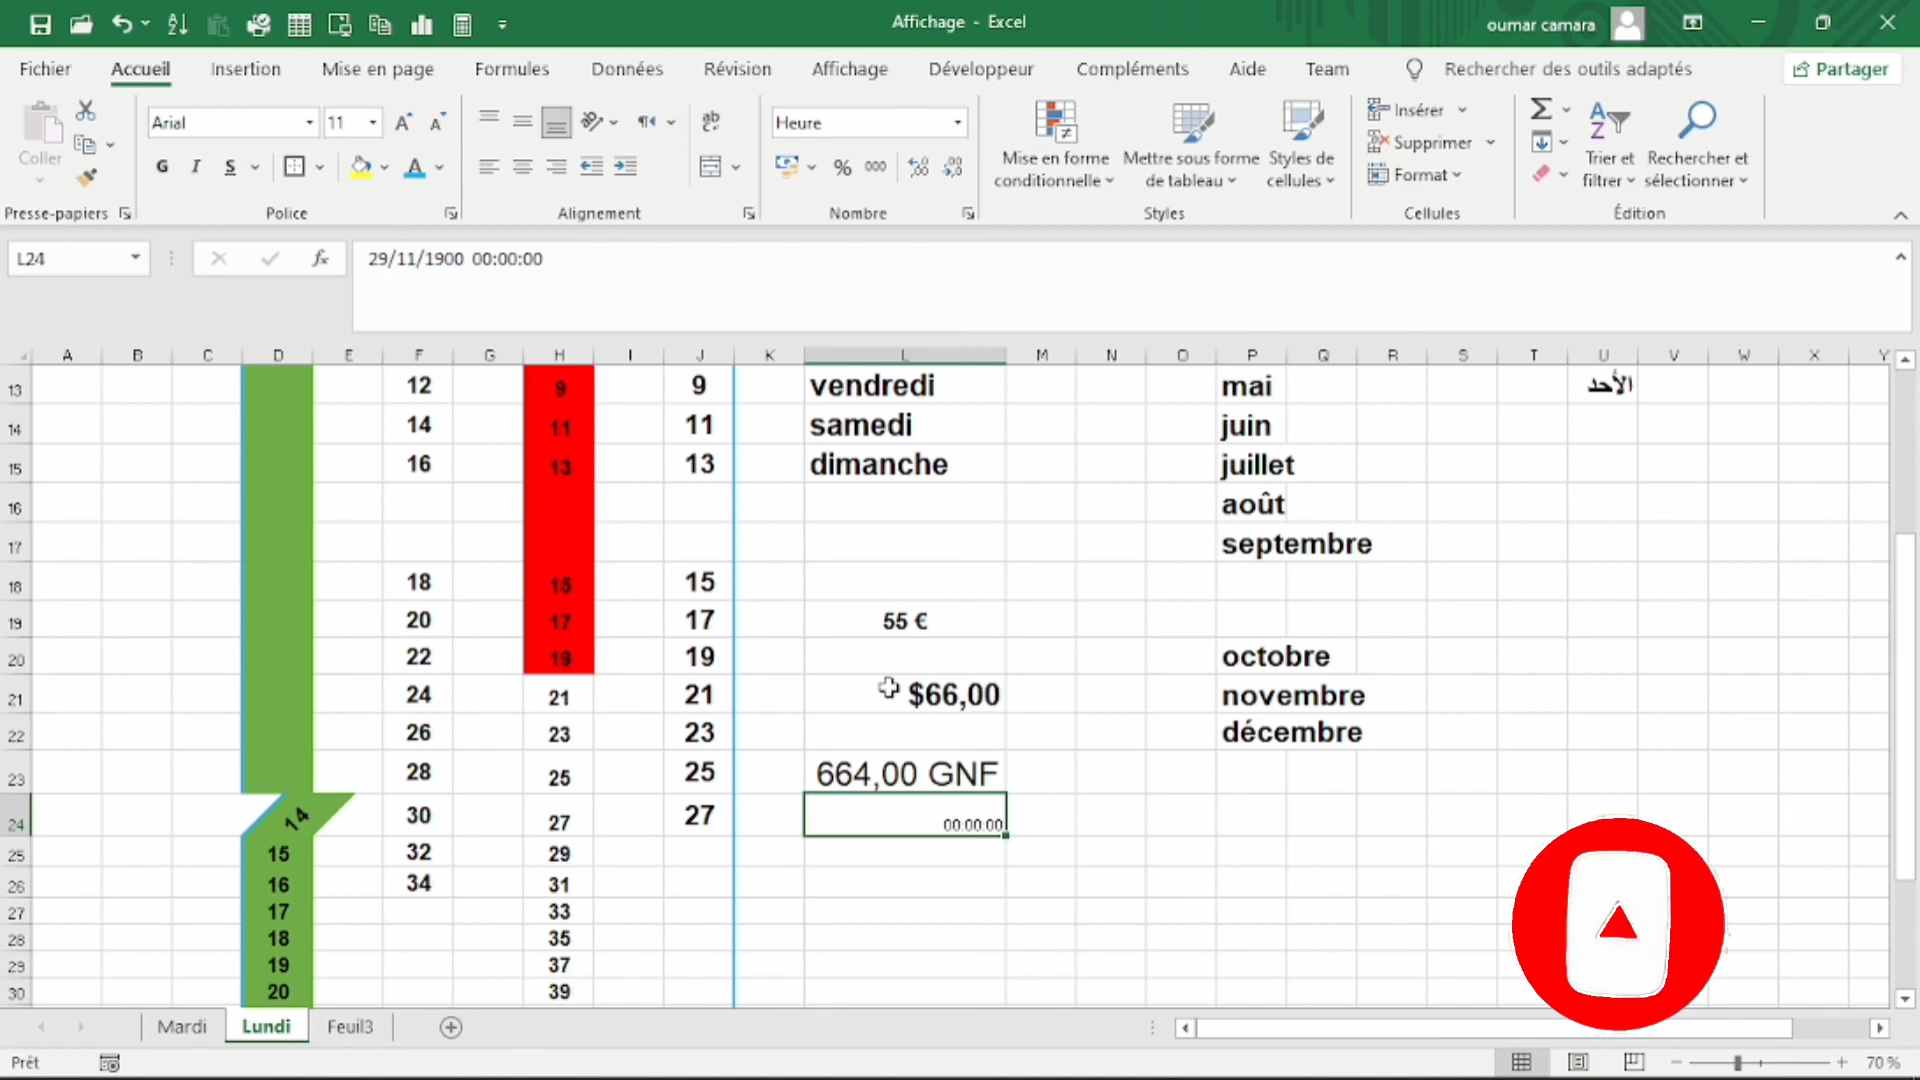 Affichage - Excel
oumar camara
Fichier Accueil Insertion Mise en page Formules Données Révision Affichage Développeur Compléments Aide Team Rechercher des outils adaptés Partager
Coller
Presse-papiers
Arial 11
G I S
Police
Alignement
Heure
% 000
Nombre
Mise en forme conditionnelle
Mettre sous forme de tableau
Styles de cellules
Styles
Insérer
Supprimer
Format
Cellules
Trier et filtrer
Rechercher et sélectionner
Édition
L24 fx 29/11/1900 00:00:00
A B C D E F G H I J K L M N O P Q R S T U V W X Y
13 12 9 9 vendredi mai الأحد
14 14 11 11 samedi juin
15 16 13 13 dimanche juillet
16 août
17 septembre
18 18 15 15
19 20 17 17 55 €
20 22 19 19 octobre
21 24 21 21 $66,00 novembre
22 26 23 23 décembre
23 28 25 25 664,00 GNF
24 14 30 27 27 00:00:00
25 15 32 29
26 16 34 31
27 17 33
28 18 35
29 19 37
30 20 39
Mardi Lundi Feuil3
Prêt 70 %